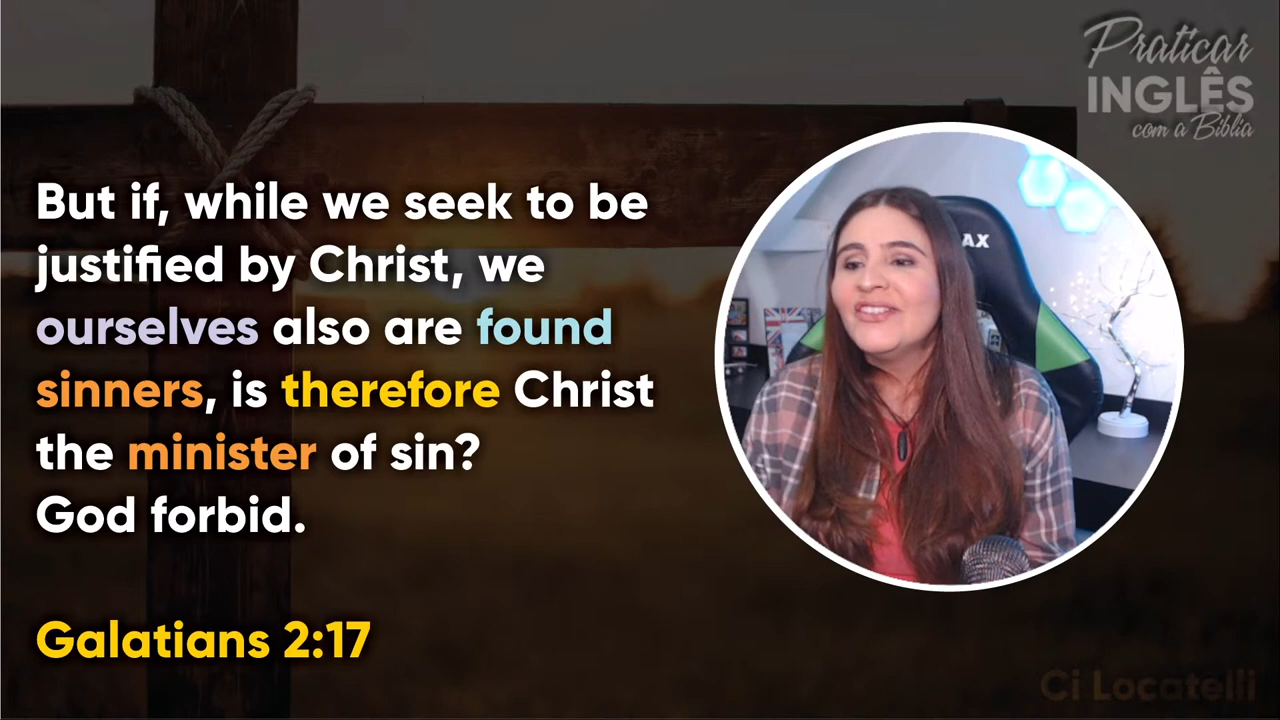 Praticar
INGLÊS
com a Bíblia
But if, while we seek to be
justified by Christ, we
ourselves also are found
sinners, is therefore Christ
the minister of sin?
God forbid.
Galatians 2:17
AX
Ci Locatelli